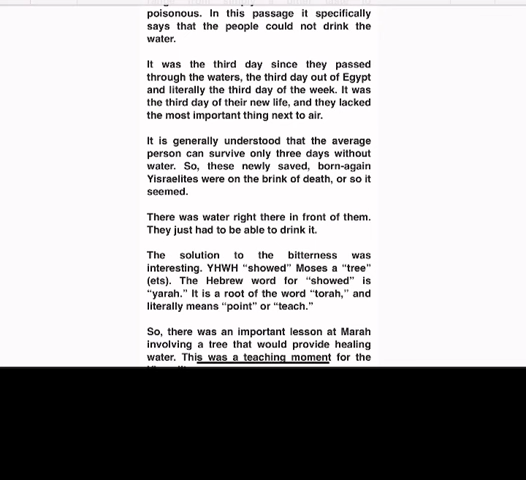 poisonous. In this passage it specifically
says that the people could not drink the
water.
It was the third day since they passed
through the waters, the third day out of Egypt
and literally the third day of the week. It was
the third day of their new life, and they lacked
the most important thing next to air.
It is generally understood that the average
person can survive only three days without
water. So, these newly saved, born-again
Yisraelites were on the brink of death, or so it
seemed.
There was water right there in front of them.
They just had to be able to drink it.
The solution to the bitterness was
interesting. YHWH “showed” Moses a “tree”
(ets). The Hebrew word for “showed” is
“yarah.” It is a root of the word “torah,” and
literally means “point” or “teach.”
So, there was an important lesson at Marah
involving a tree that would provide healing
water. This was a teaching moment for the